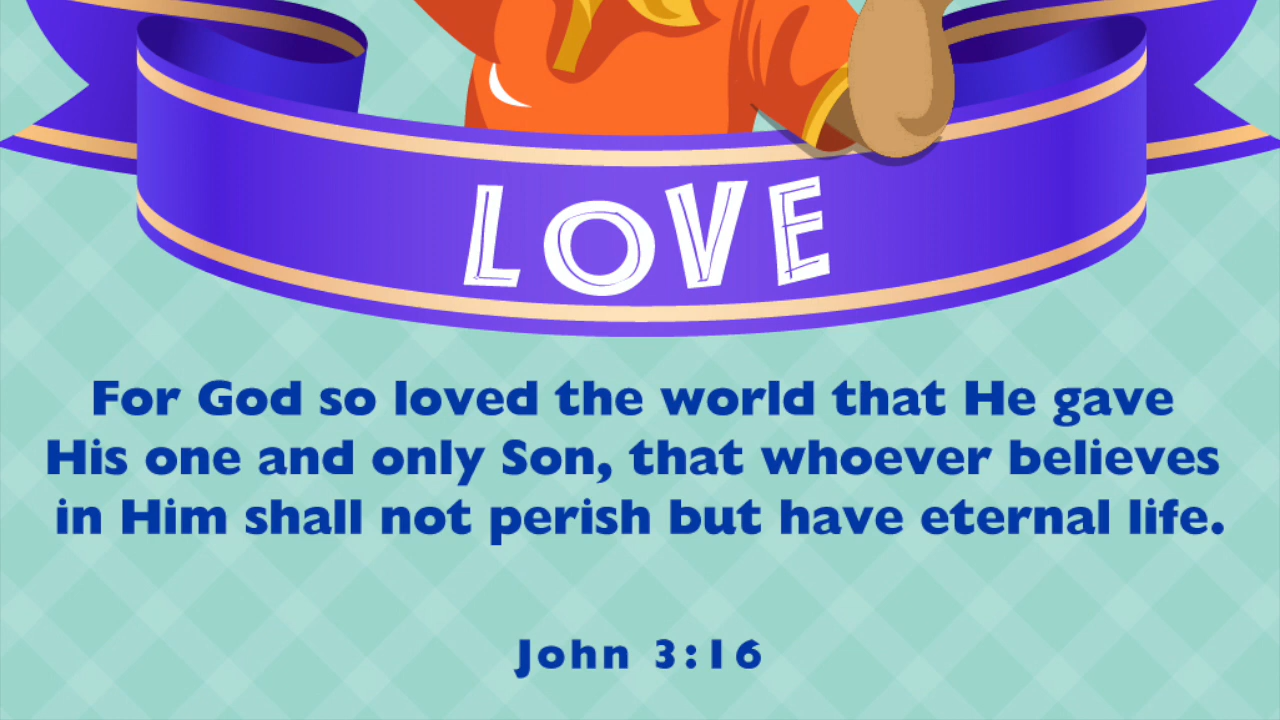 LOVE
For God so loved the world that He gave
His one and only Son, that whoever believes
in Him shall not perish but have eternal life.
John 3:16